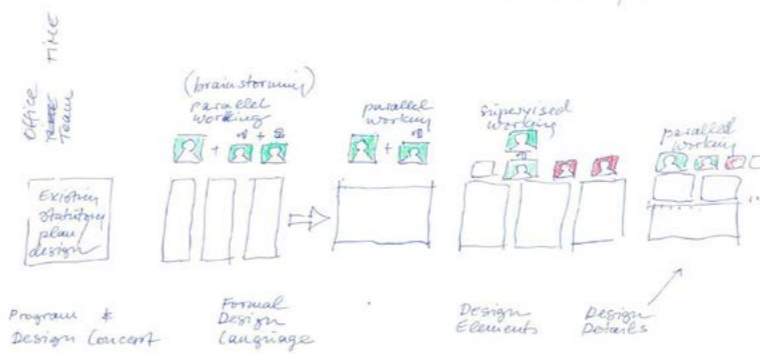 TIME
Office
Team
(brainstorming)
parallel
working
parallel
working
supervised
working
parallel
working
Existing
statutory
plan
design
Program &
Design Concept
Formal
Design
Language
Design
Elements
Design
Details